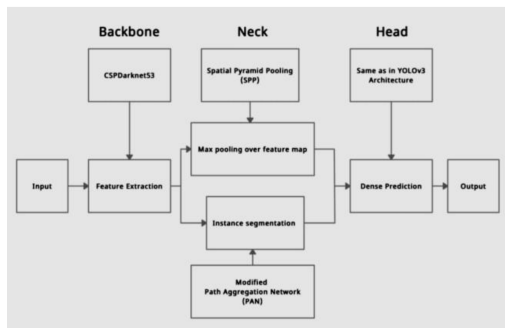 Backbone
Neck
Head
CSPDarknet53
Spatial Pyramid Pooling
(SPP)
Same as in YOLOv3
Architecture
Max pooling over feature map
Input
Feature Extraction
Dense Prediction
Output
Instance segmentation
Modified
Path Aggregation Network
(PAN)